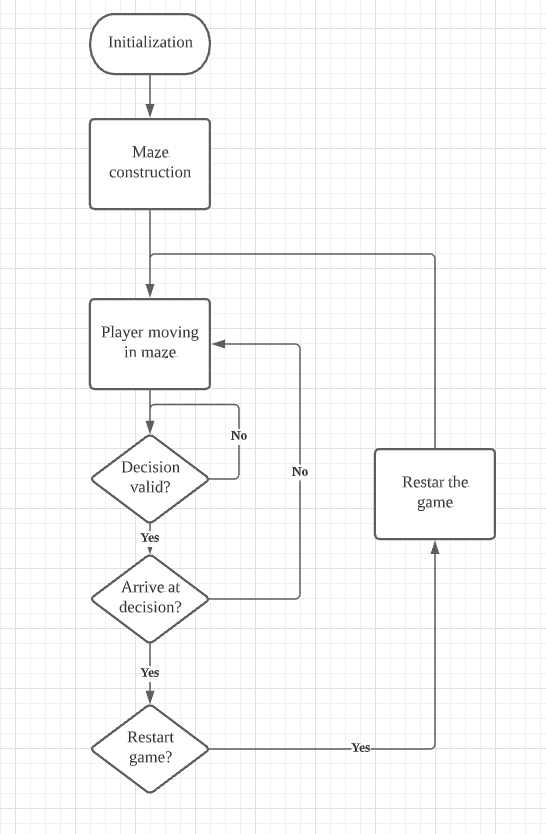 Initialization
Maze
construction
Player moving
in maze
No
Decision
valid?
No
Restar the
game
Yes
Arrive at
decision?
Yes
Restart
game?
Yes